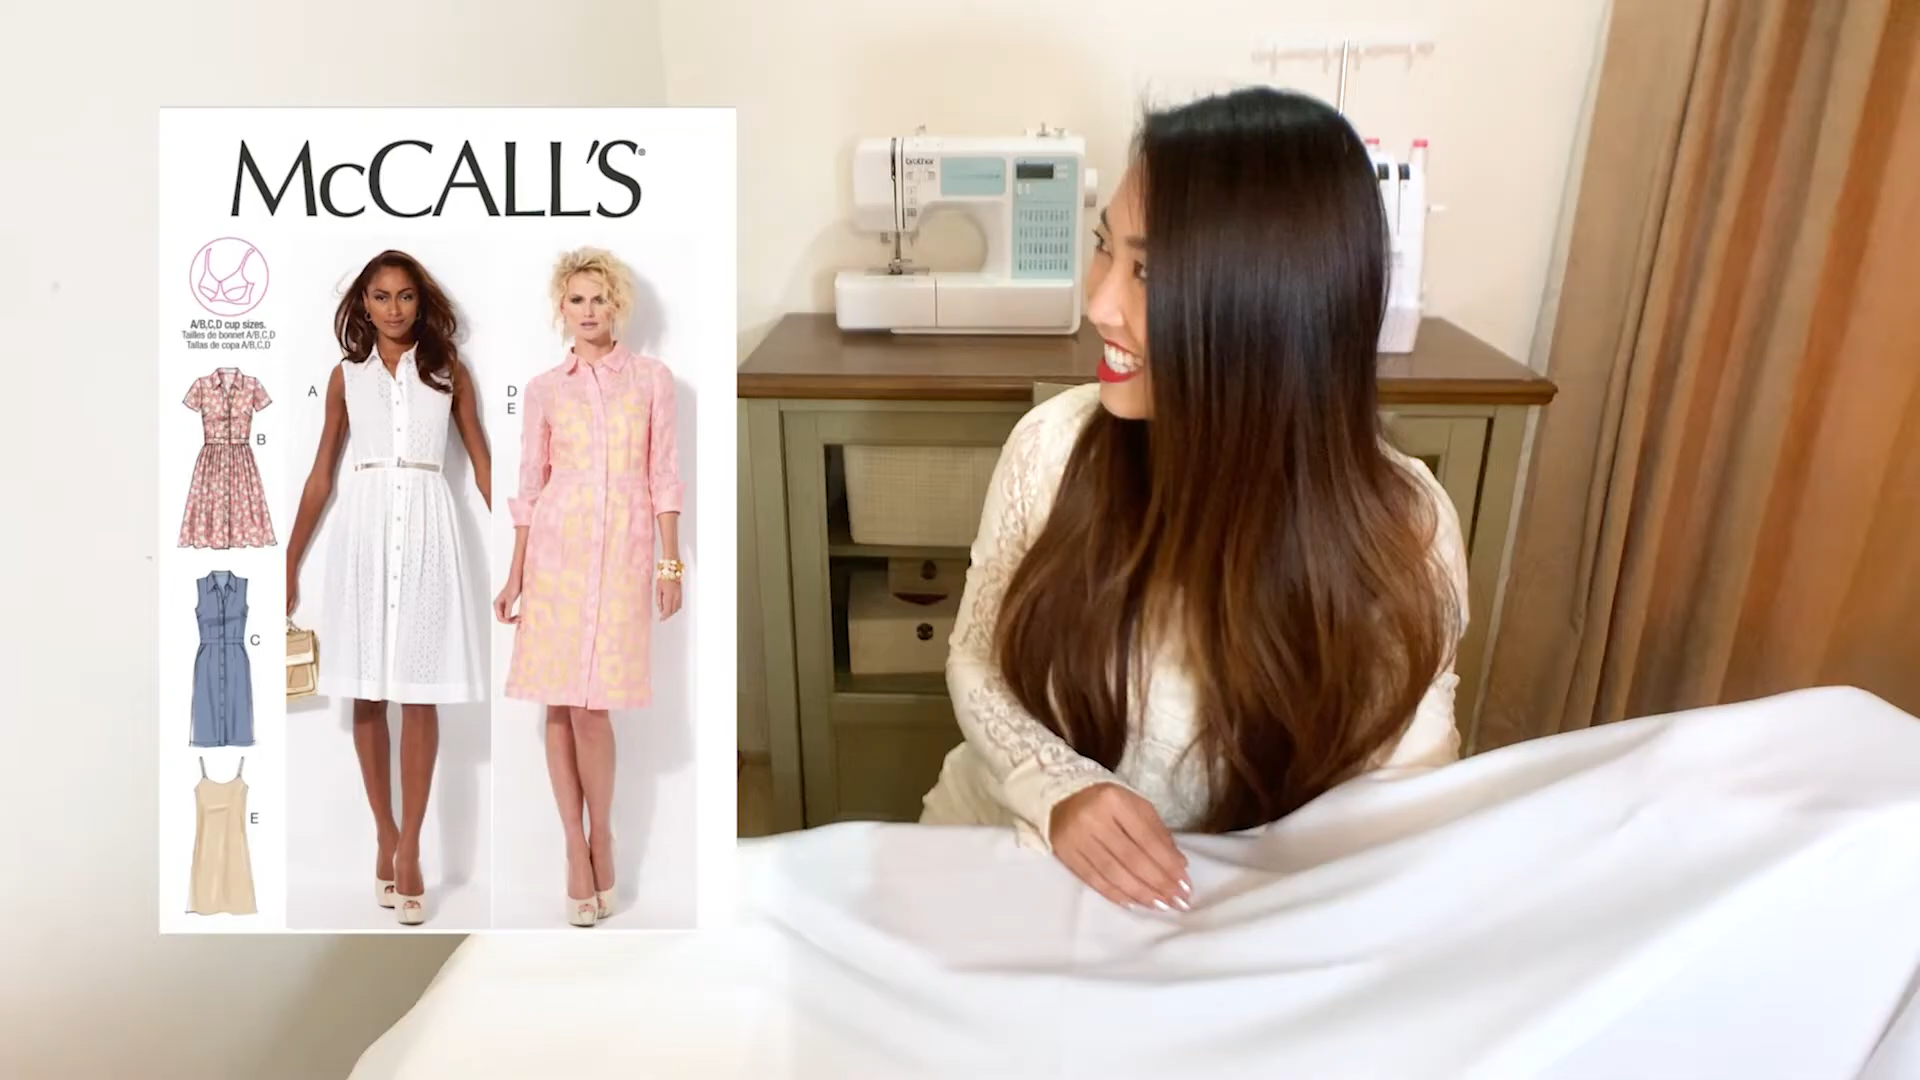 McCALL'S®
A/B,C,D cup sizes.
Tailles de bonnet A/B,C,D
Tallas de copa A/B,C,D
A
D
E
B
C
E
brother